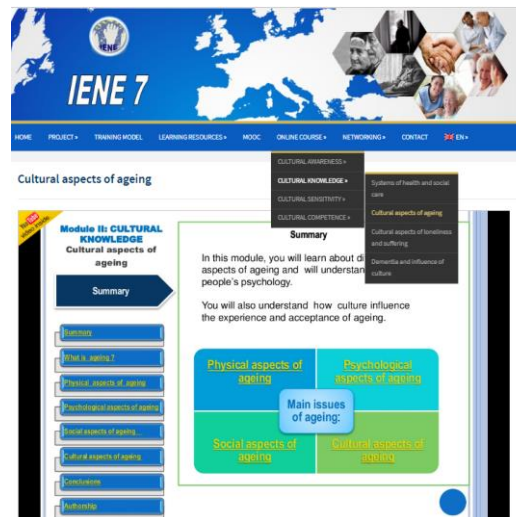 IENE
IENE 7
HOME PROJECT TRAINING MODEL LEARNING RESOURCES MOOC ONLINE COURSE NETWORKING CONTACT EN
CULTURAL AWARENESS
CULTURAL KNOWLEDGE
CULTURAL SENSITIVITY
CULTURAL COMPETENCE
Systems of health and social
care
Cultural aspects of ageing
Cultural aspects of loneliness
and suffering
Dementia and influence of
culture
Cultural aspects of ageing
YouTube
video inside
Module II: CULTURAL
KNOWLEDGE
Cultural aspects of
ageing
Summary
Summary
What is ageing ?
Physical aspects of ageing
Psychological aspects of ageing
Social aspects of ageing
Cultural aspects of ageing
Conclusions
Authorship
Summary
In this module, you will learn about di
aspects of ageing and will understan
people's psychology.
You will also understand how culture influence
the experience and acceptance of ageing.
Physical aspects of
ageing
Psychological
aspects of ageing
Main issues
of ageing:
Social aspects of
ageing
Cultural aspects of
ageing